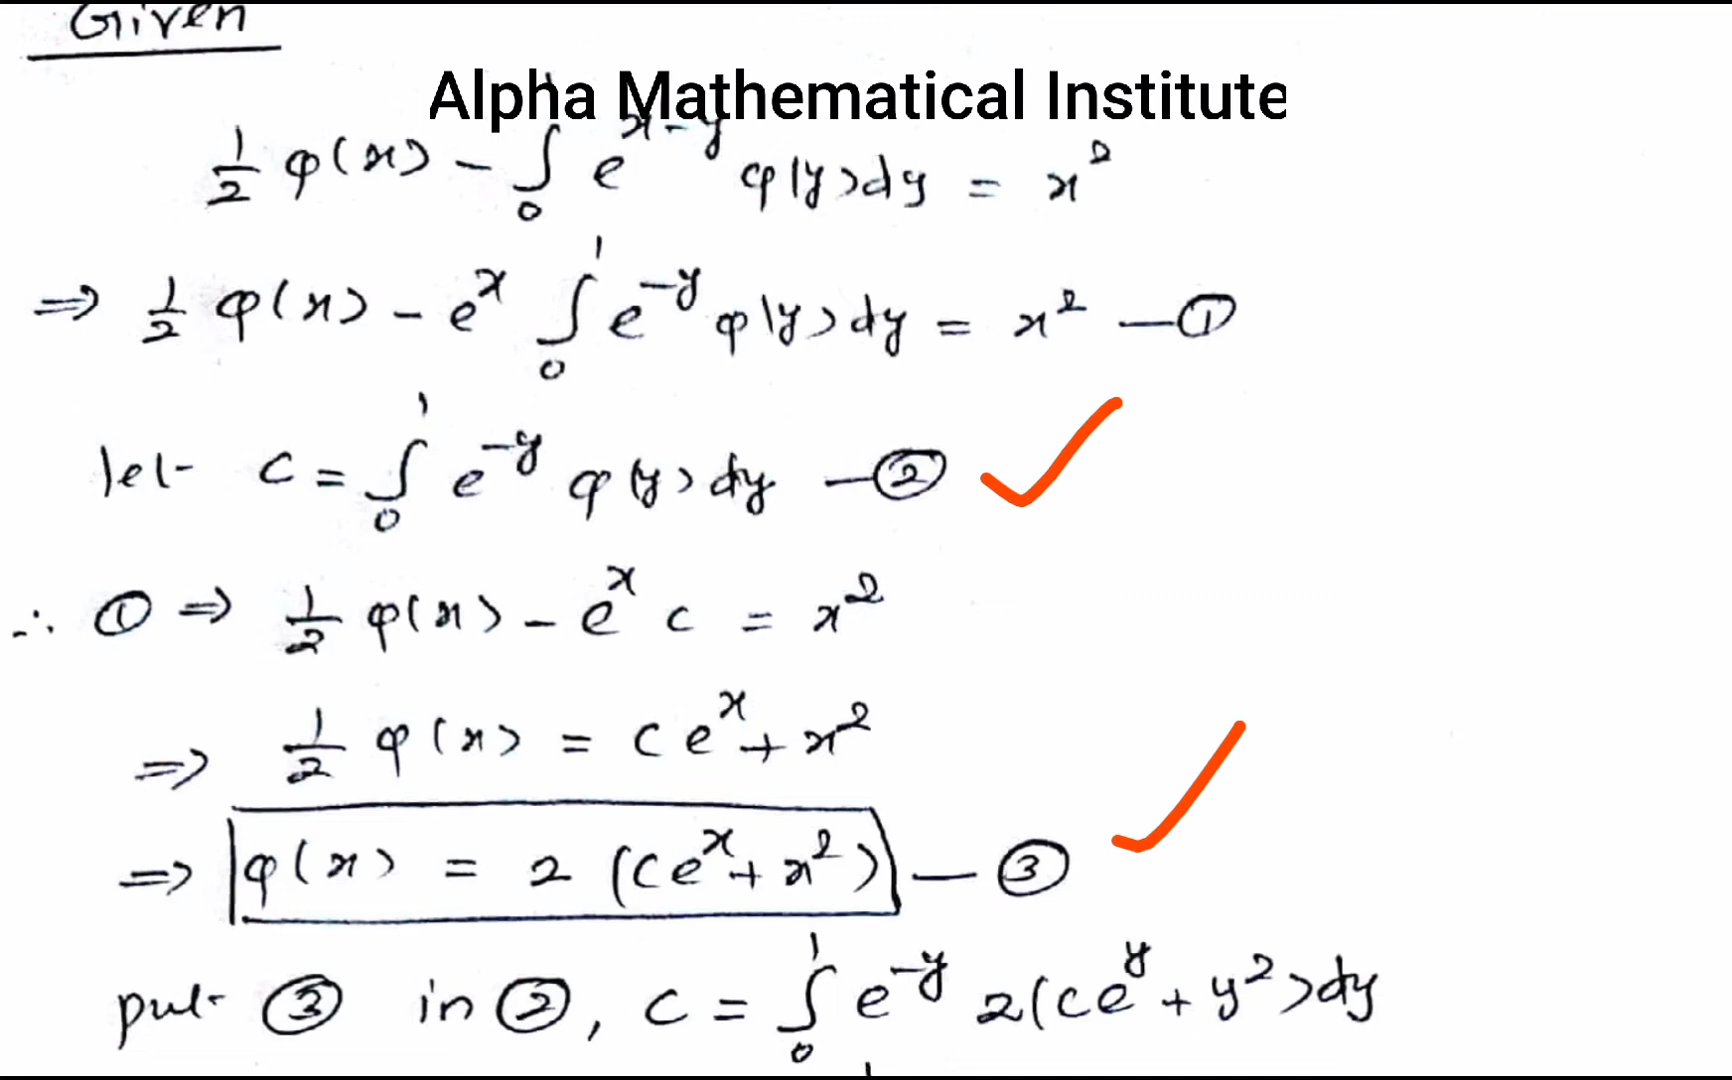 Given
Alpha Mathematical Institute
½ φ(x) - ∫₀ e^{x-y} φ(y)dy = x²
⇒ ½ φ(x) - e^x ∫₀¹ e^{-y} φ(y)dy = x² — ①
let c = ∫₀¹ e^{-y} φ(y)dy — ②
∴ ① ⇒ ½ φ(x) - e^x c = x²
⇒ ½ φ(x) = ce^x + x²
⇒ φ(x) = 2 (ce^x + x²) — ③
put ③ in ②, c = ∫₀¹ e^{-y} 2(ce^y + y²)dy